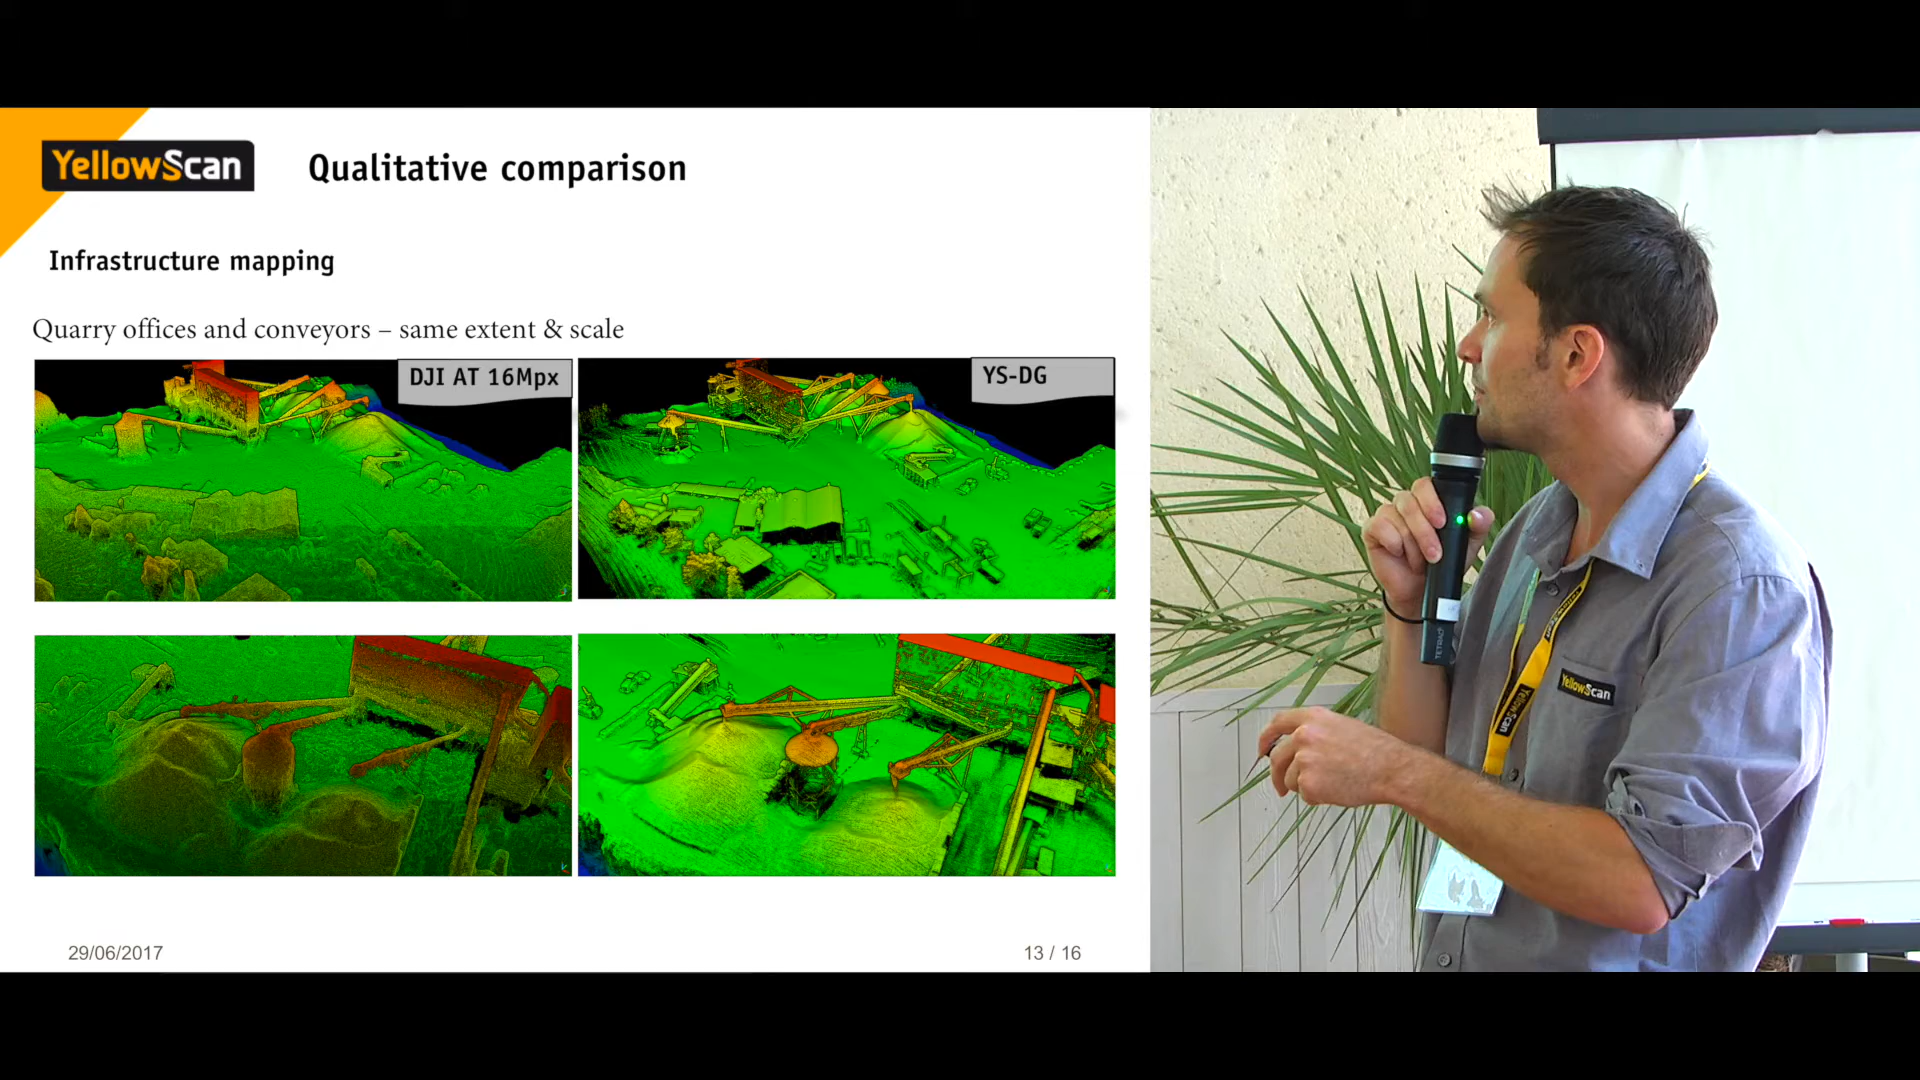 YellowScan
Qualitative comparison
Infrastructure mapping
Quarry offices and conveyors – same extent & scale
DJI AT 16Mpx
YS-DG
29/06/2017
13 / 16
YellowScan
YellowScan